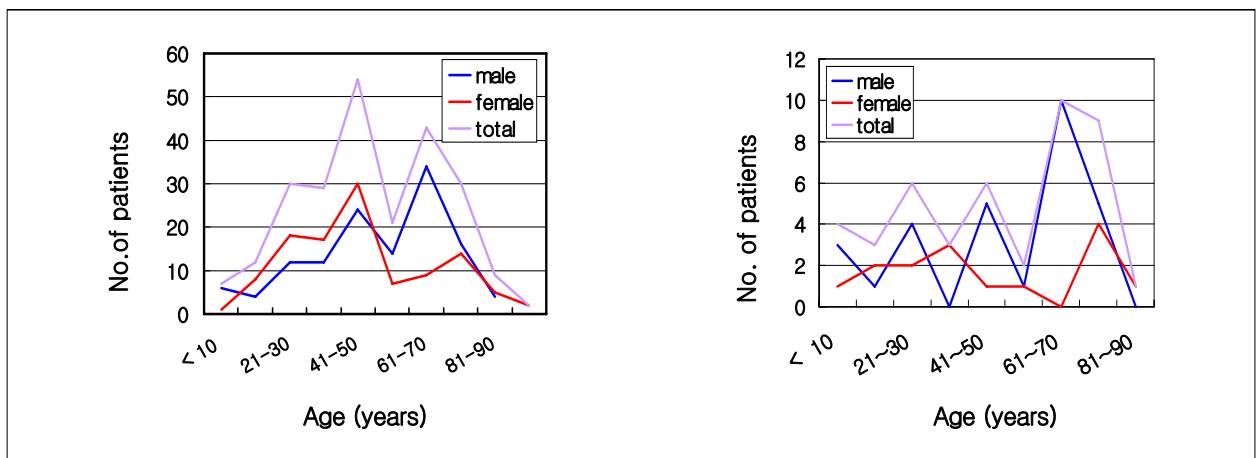 60
50
40
30
20
10
0
No.of patients
male
female
total
< 10
21-30
41-50
61-70
81-90
Age (years)
12
10
8
6
4
2
0
No. of patients
male
female
total
< 10
21~30
41~50
61~70
81~90
Age (years)